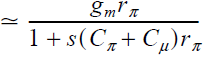 ≃ g_m r_π / 1 + s(C_π + C_μ)r_π